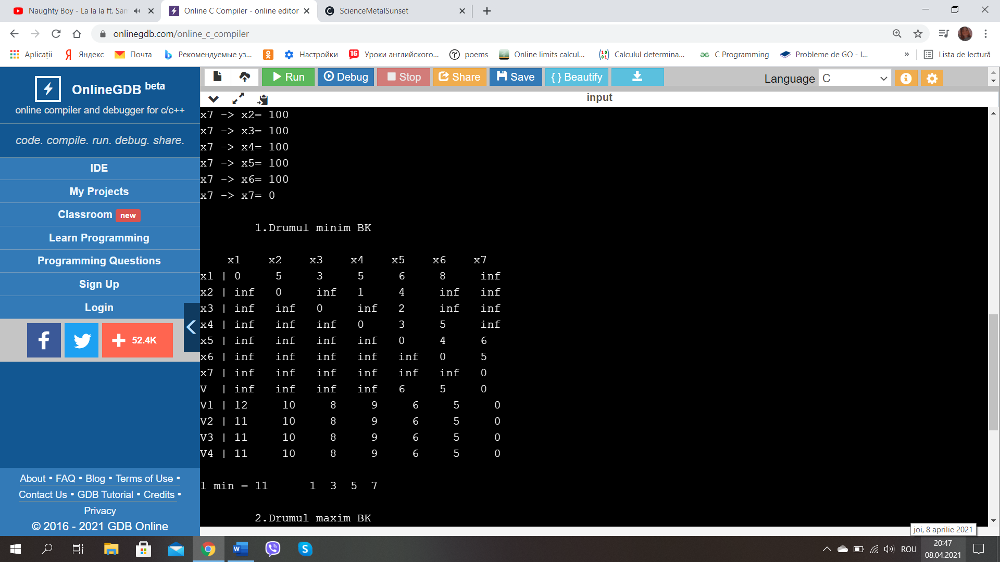 Naughty Boy - La la la ft. Sam
Online C Compiler - online editor
ScienceMetalSunset
onlinegdb.com/online_c_compiler
Aplicații
Яндекс
Почта
Рекомендуемые уз...
Настройки
16
Уроки английского...
poems
Online limits calcul...
Calculul determina...
C Programming
Probleme de GO - I...
»
Lista de lectură
OnlineGDB beta
online compiler and debugger for c/c++
code. compile. run. debug. share.
IDE
My Projects
Classroom new
Learn Programming
Programming Questions
Sign Up
Login
52.4K
About • FAQ • Blog • Terms of Use •
Contact Us • GDB Tutorial • Credits •
Privacy
© 2016 - 2021 GDB Online
Run Debug Stop Share Save { } Beautify
Language C
input
x7 -> x2= 100
x7 -> x3= 100
x7 -> x4= 100
x7 -> x5= 100
x7 -> x6= 100
x7 -> x7= 0
1.Drumul minim BK
x1 x2 x3 x4 x5 x6 x7
x1 | 0 5 3 5 6 8 inf
x2 | inf 0 inf 1 4 inf inf
x3 | inf inf 0 inf 2 inf inf
x4 | inf inf inf 0 3 5 inf
x5 | inf inf inf inf 0 4 6
x6 | inf inf inf inf inf 0 5
x7 | inf inf inf inf inf inf 0
V | inf inf inf inf 6 5 0
V1 | 12 10 8 9 6 5 0
V2 | 11 10 8 9 6 5 0
V3 | 11 10 8 9 6 5 0
V4 | 11 10 8 9 6 5 0
l min = 11 1 3 5 7
2.Drumul maxim BK
joi, 8 aprilie 2021
ROU
20:47
08.04.2021